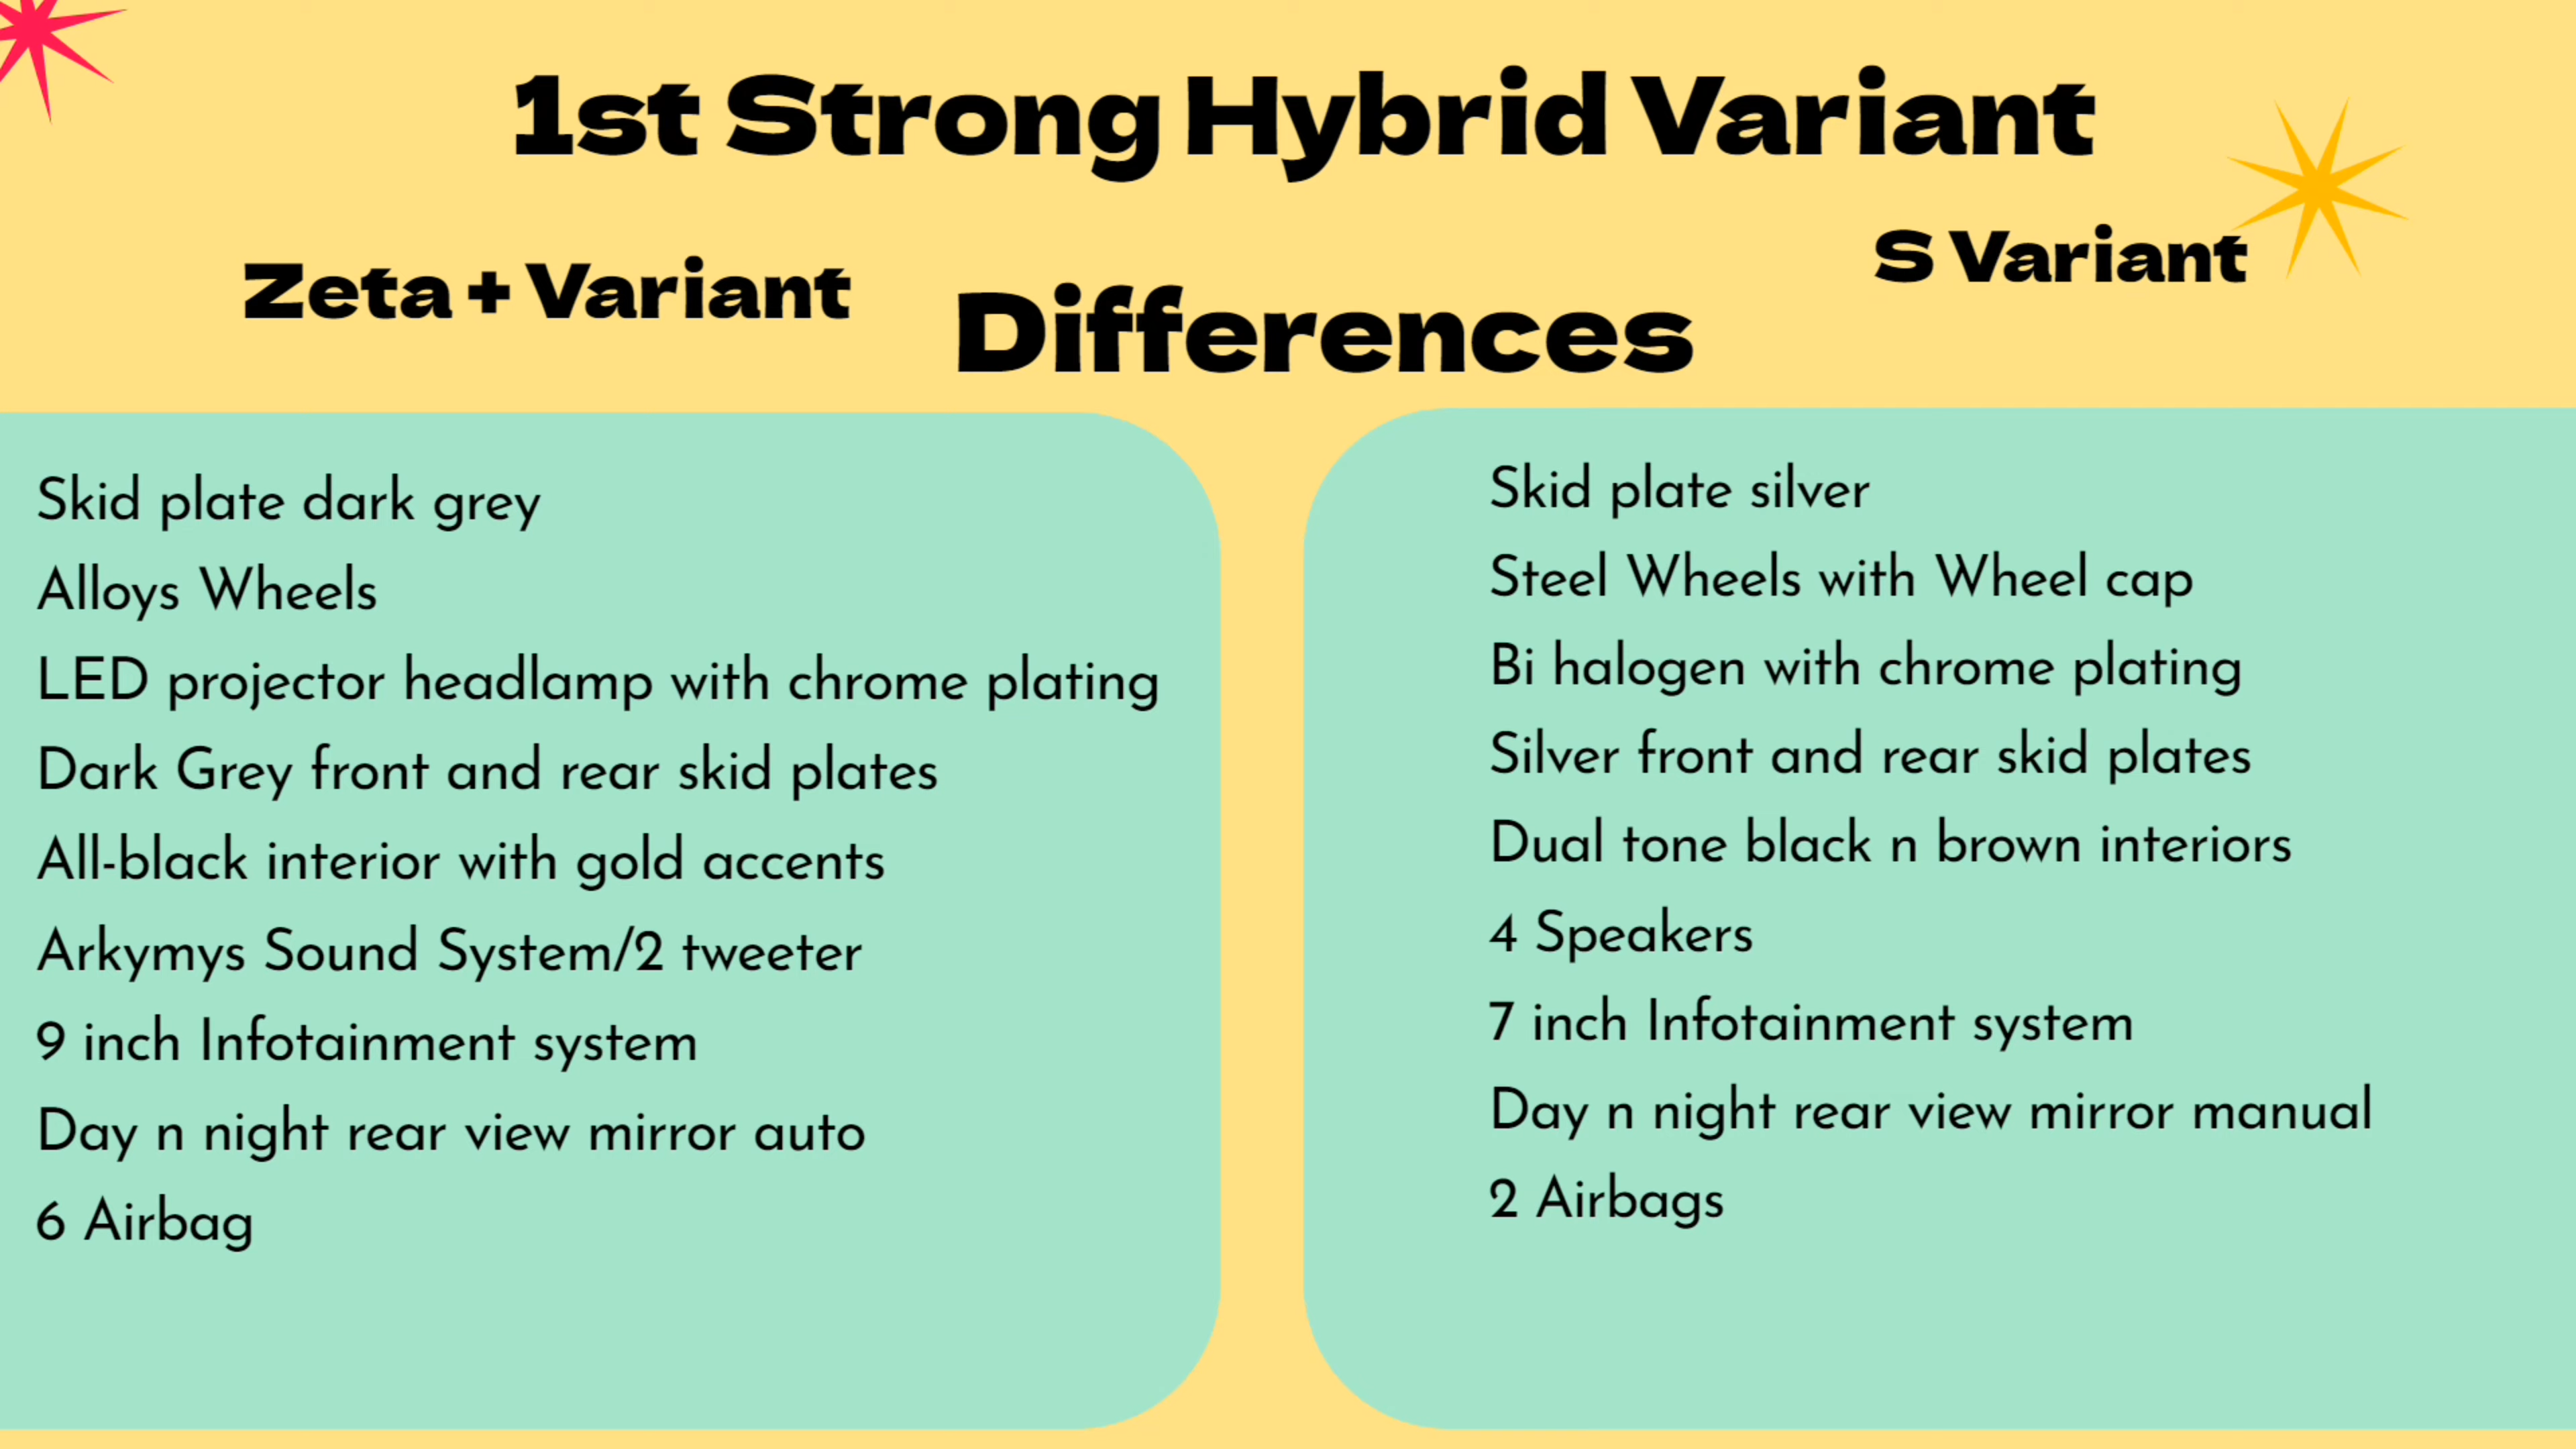 1st Strong Hybrid Variant
Zeta + Variant
Differences
S Variant
Skid plate dark grey
Alloys Wheels
LED projector headlamp with chrome plating
Dark Grey front and rear skid plates
All-black interior with gold accents
Arkymys Sound System/2 tweeter
9 inch Infotainment system
Day n night rear view mirror auto
6 Airbag
Skid plate silver
Steel Wheels with Wheel cap
Bi halogen with chrome plating
Silver front and rear skid plates
Dual tone black n brown interiors
4 Speakers
7 inch Infotainment system
Day n night rear view mirror manual
2 Airbags